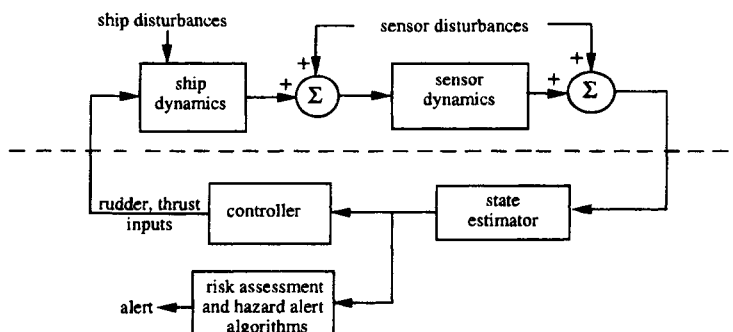 ship disturbances
sensor disturbances
+
+
+
+
ship
dynamics
Σ
sensor
dynamics
Σ
rudder, thrust
inputs
controller
state
estimator
alert
risk assessment
and hazard alert
algorithms